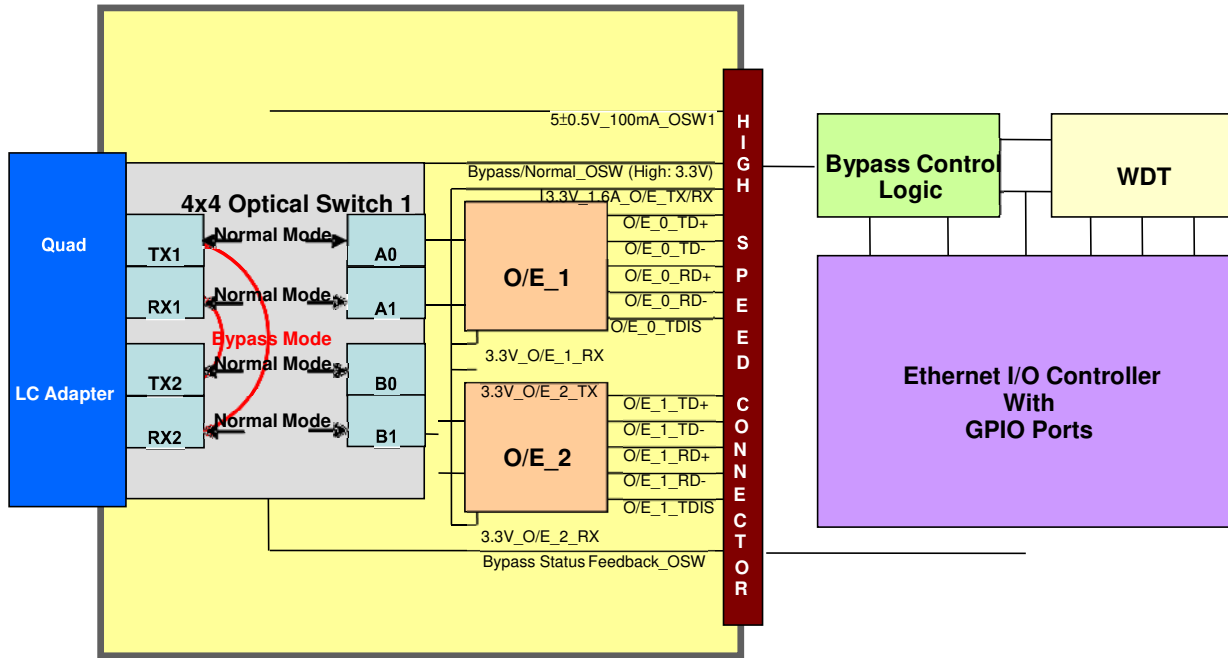 5±0.5V_100mA_OSW1
Bypass/Normal_OSW (High: 3.3V)
3.3V_1.6A_O/E_TX/RX
4x4 Optical Switch 1
Quad
LC Adapter
TX1
Normal Mode
A0
RX1
Normal Mode
A1
Bypass Mode
TX2
Normal Mode
B0
RX2
Normal Mode
B1
O/E_1
O/E_0_TD+
O/E_0_TD-
O/E_0_RD+
O/E_0_RD-
O/E_0_TDIS
3.3V_O/E_1_RX
3.3V_O/E_2_TX
O/E_2
O/E_1_TD+
O/E_1_TD-
O/E_1_RD+
O/E_1_RD-
O/E_1_TDIS
3.3V_O/E_2_RX
Bypass Status Feedback_OSW
HIGH SPEED CONNECTOR
Bypass Control
Logic
WDT
Ethernet I/O Controller
With
GPIO Ports